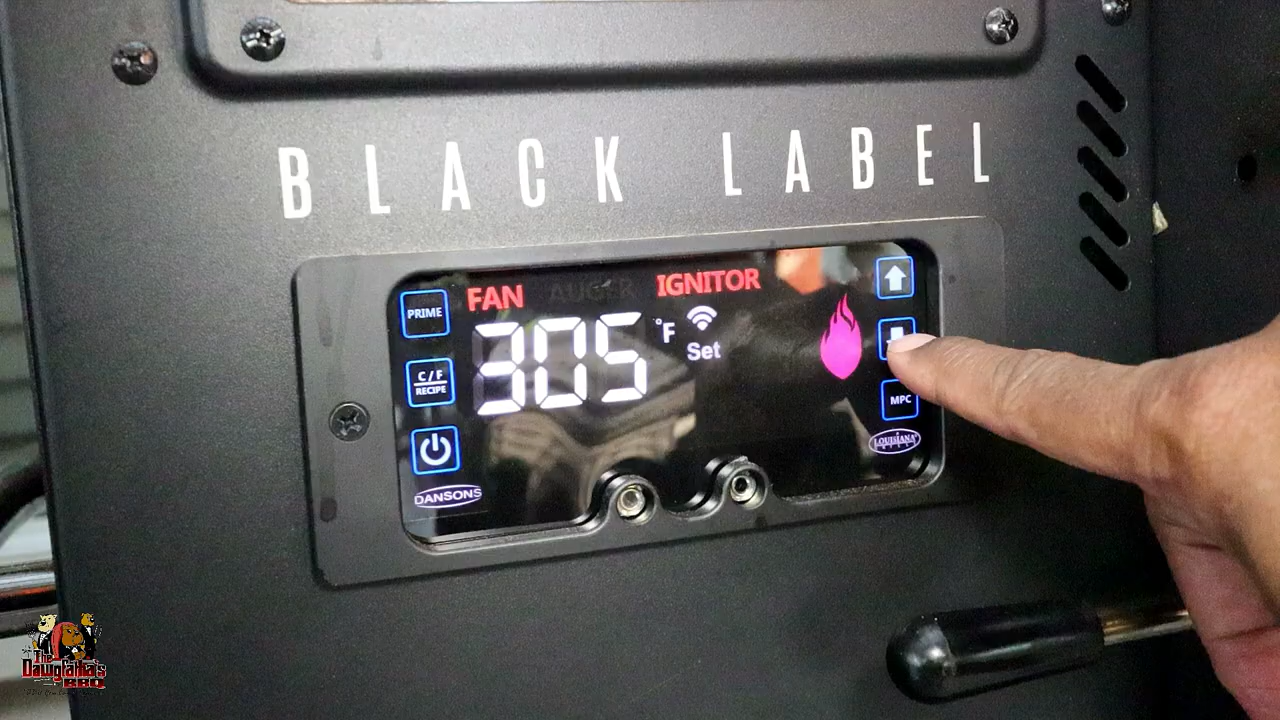 BLACK LABEL
FAN AUGER IGNITOR
PRIME
305 °F
Set
C/F
RECIPE
MPC
LOUISIANA
DANSONS
The
Dawgfatha's
BBQ